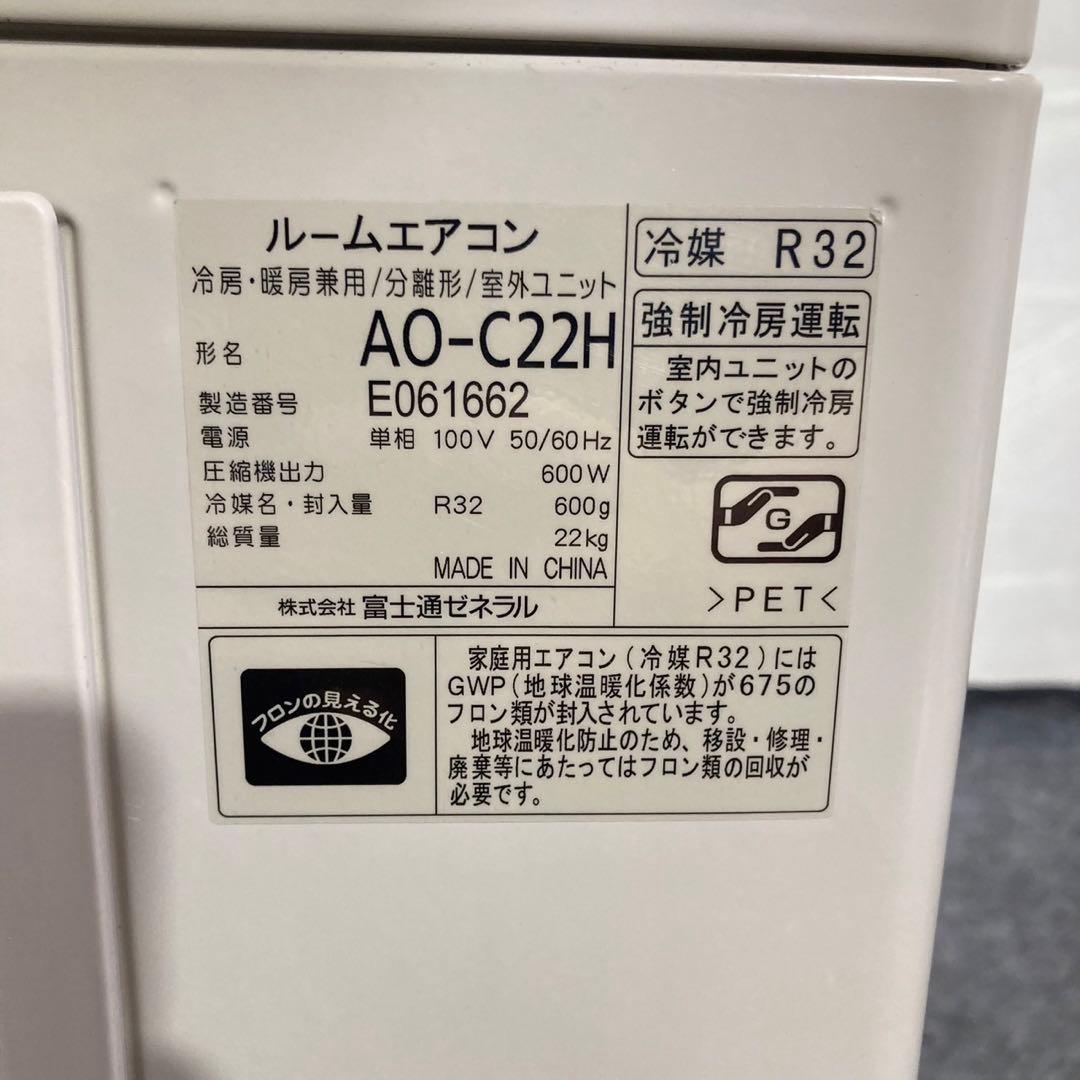 ルームエアコン
冷房・暖房兼用/分離形/室外ユニット
形名 AO-C22H
製造番号 E061662
電源 単相 100V 50/60Hz
圧縮機出力 600W
冷媒名・封入量 R32 600g
総質量 22kg
MADE IN CHINA
株式会社 富士通ゼネラル
冷媒 R32
強制冷房運転
室内ユニットの
ボタンで強制冷房
運転ができます。
G
>PET<
フロンの見える化
家庭用エアコン(冷媒R32)には
GWP(地球温暖化係数)が675の
フロン類が封入されています。
地球温暖化防止のため、移設・修理・
廃棄等にあたってはフロン類の回収が
必要です。